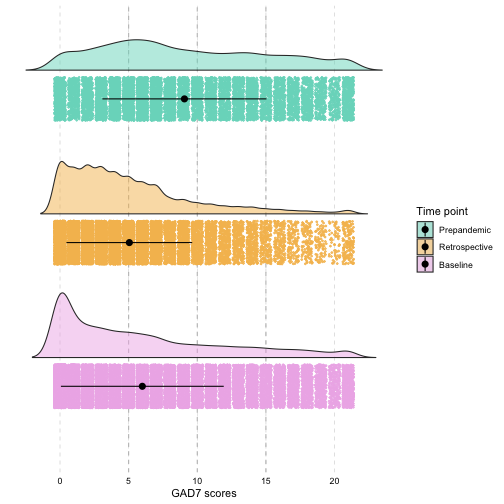 Time point
Prepandemic
Retrospective
Baseline
0 5 10 15 20
GAD7 scores